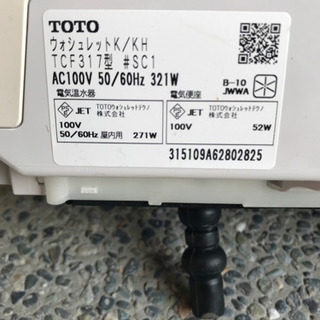 TOTO
ウォシュレットK/KH
TCF317型 #SC1
AC100V 50/60Hz 321W
B-10
JWWA
電気温水器
電気便座
PS E JET TOTOウォシュレットテクノ
株式会社
100V
50/60Hz 屋内用 271W
PS E JET TOTOウォシュレットテクノ
株式会社
100V 52W
315109A62802825